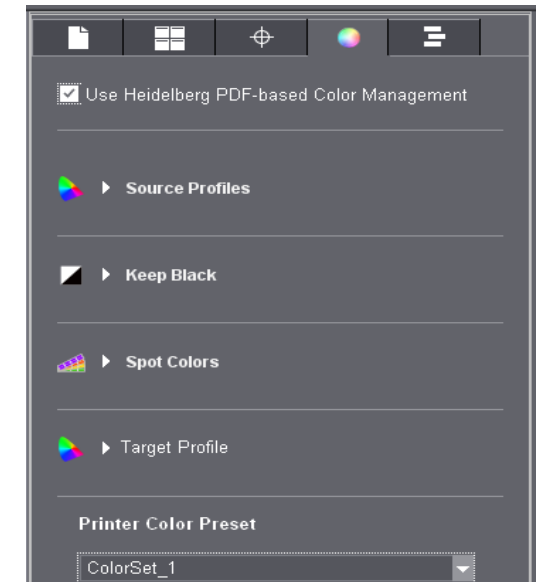 Use Heidelberg PDF-based Color Management
Source Profiles
Keep Black
Spot Colors
Target Profile
Printer Color Preset
ColorSet_1